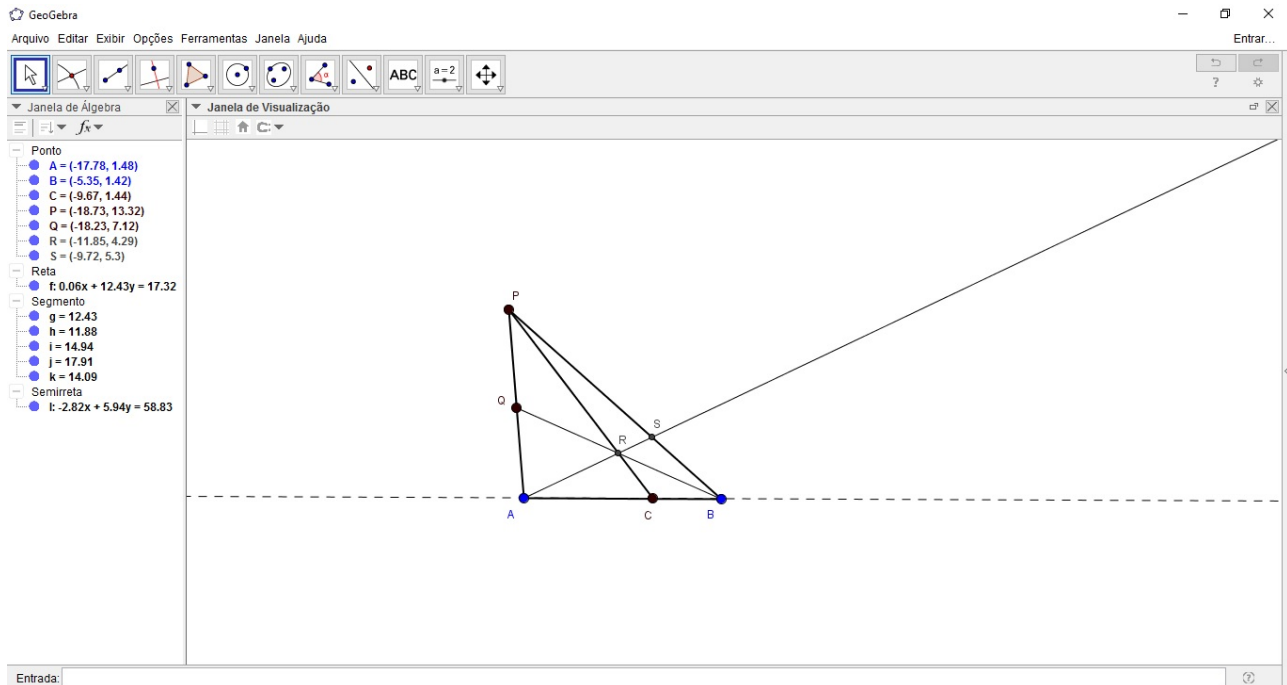 GeoGebra
Arquivo Editar Exibir Opções Ferramentas Janela Ajuda
Entrar...
ABC
a=2
Janela de Álgebra
Janela de Visualização
fx
Ponto
A = (-17.78, 1.48)
B = (-5.35, 1.42)
C = (-9.67, 1.44)
P = (-18.73, 13.32)
Q = (-18.23, 7.12)
R = (-11.85, 4.29)
S = (-9.72, 5.3)
Reta
f: 0.06x + 12.43y = 17.32
Segmento
g = 12.43
h = 11.88
i = 14.94
j = 17.91
k = 14.09
Semirreta
l: -2.82x + 5.94y = 58.83
P
Q
S
R
A
C
B
Entrada: